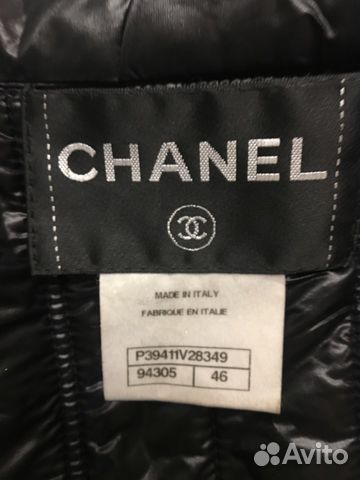 CHANEL
MADE IN ITALY
FABRIQUE EN ITALIE
P39411V28349
94305 46
Avito